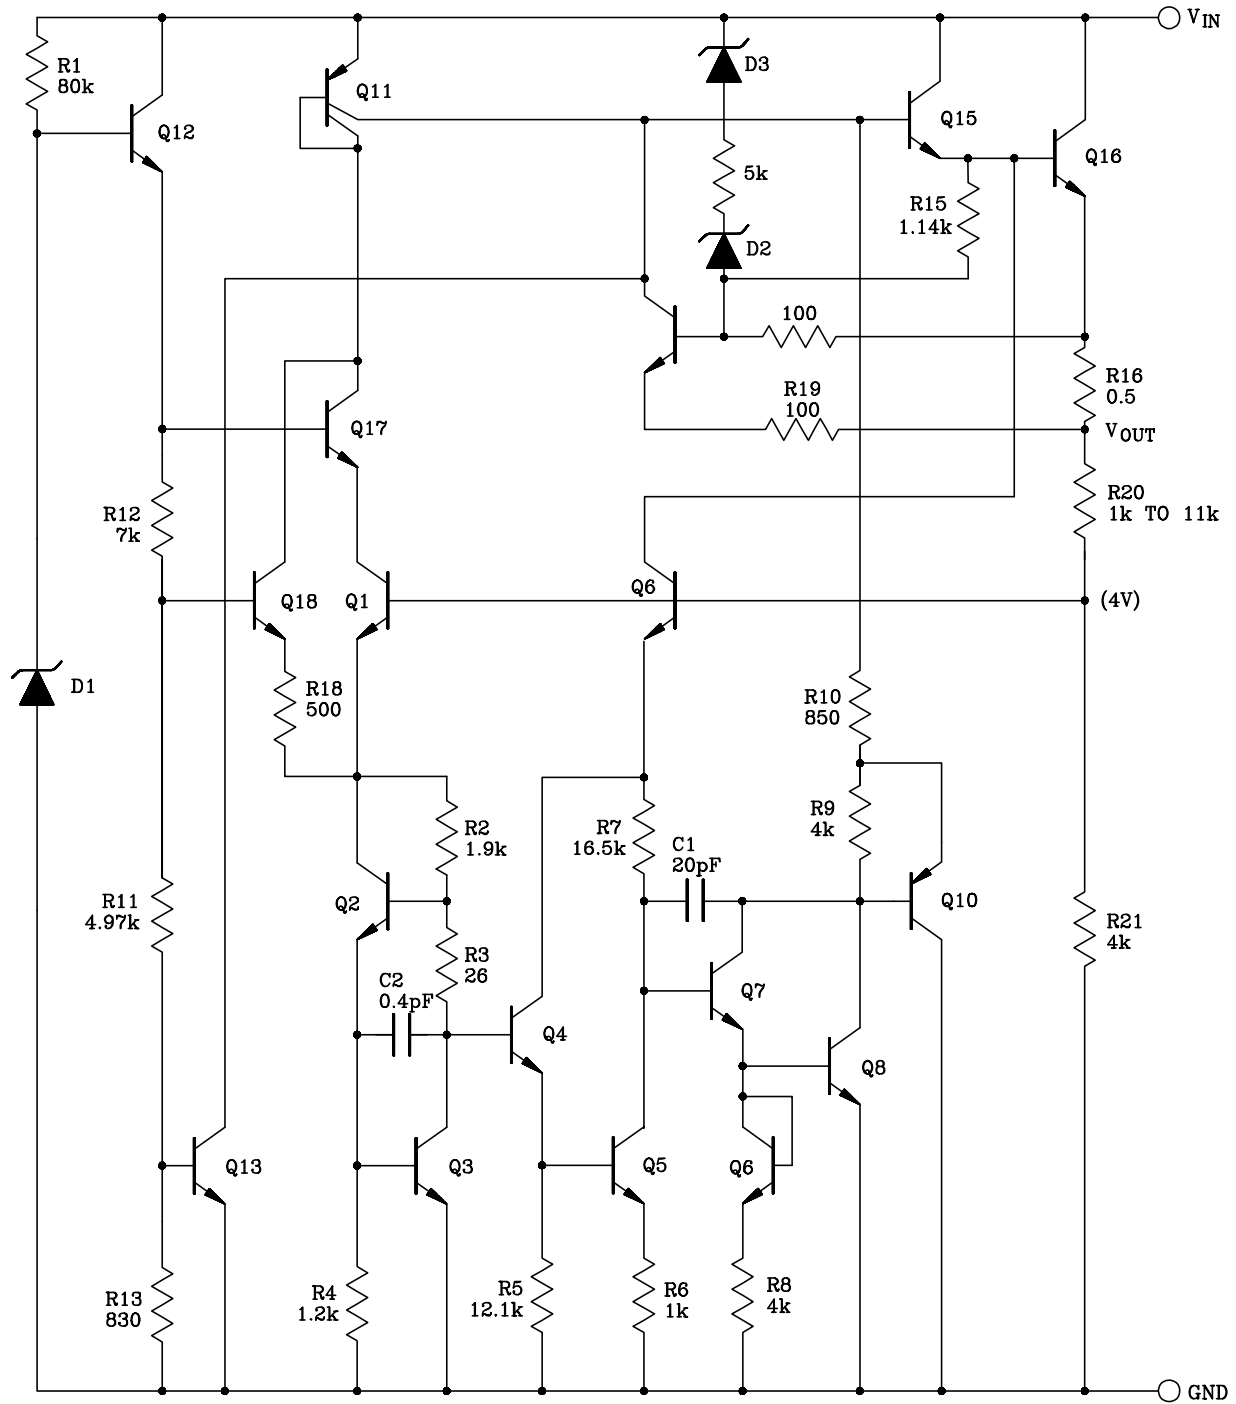 V_IN
R1
80k
Q12
Q11
D3
Q15
Q16
5k
R15
1.14k
D2
100
R19
100
R16
0.5
V_OUT
Q17
R12
7k
R20
1k TO 11k
Q18
Q1
Q6
(4V)
D1
R18
500
R10
850
R2
1.9k
R7
16.5k
C1
20pF
R9
4k
Q2
Q10
R11
4.97k
R21
4k
R3
26
C2
0.4pF
Q7
Q4
Q8
Q13
Q3
Q5
Q6
R13
830
R4
1.2k
R5
12.1k
R6
1k
R8
4k
GND